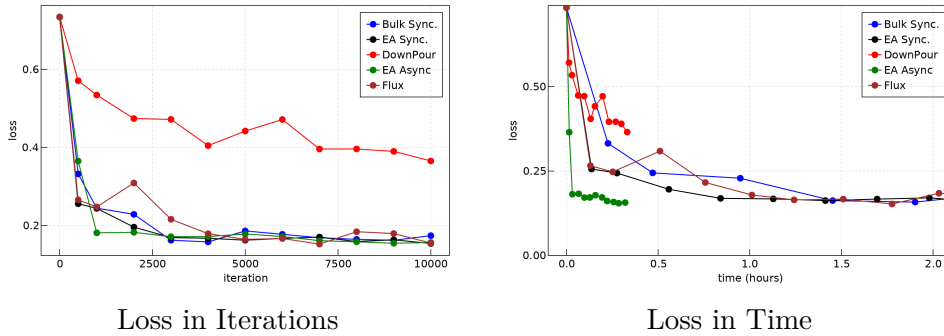 Bulk Sync.
EA Sync.
DownPour
EA Async
Flux
0.6
0.4
0.2
loss
0
2500
5000
7500
10000
iteration
Loss in Iterations
Bulk Sync.
EA Sync.
DownPour
EA Async
Flux
0.50
0.25
0.00
loss
0.0
0.5
1.0
1.5
2.0
time (hours)
Loss in Time